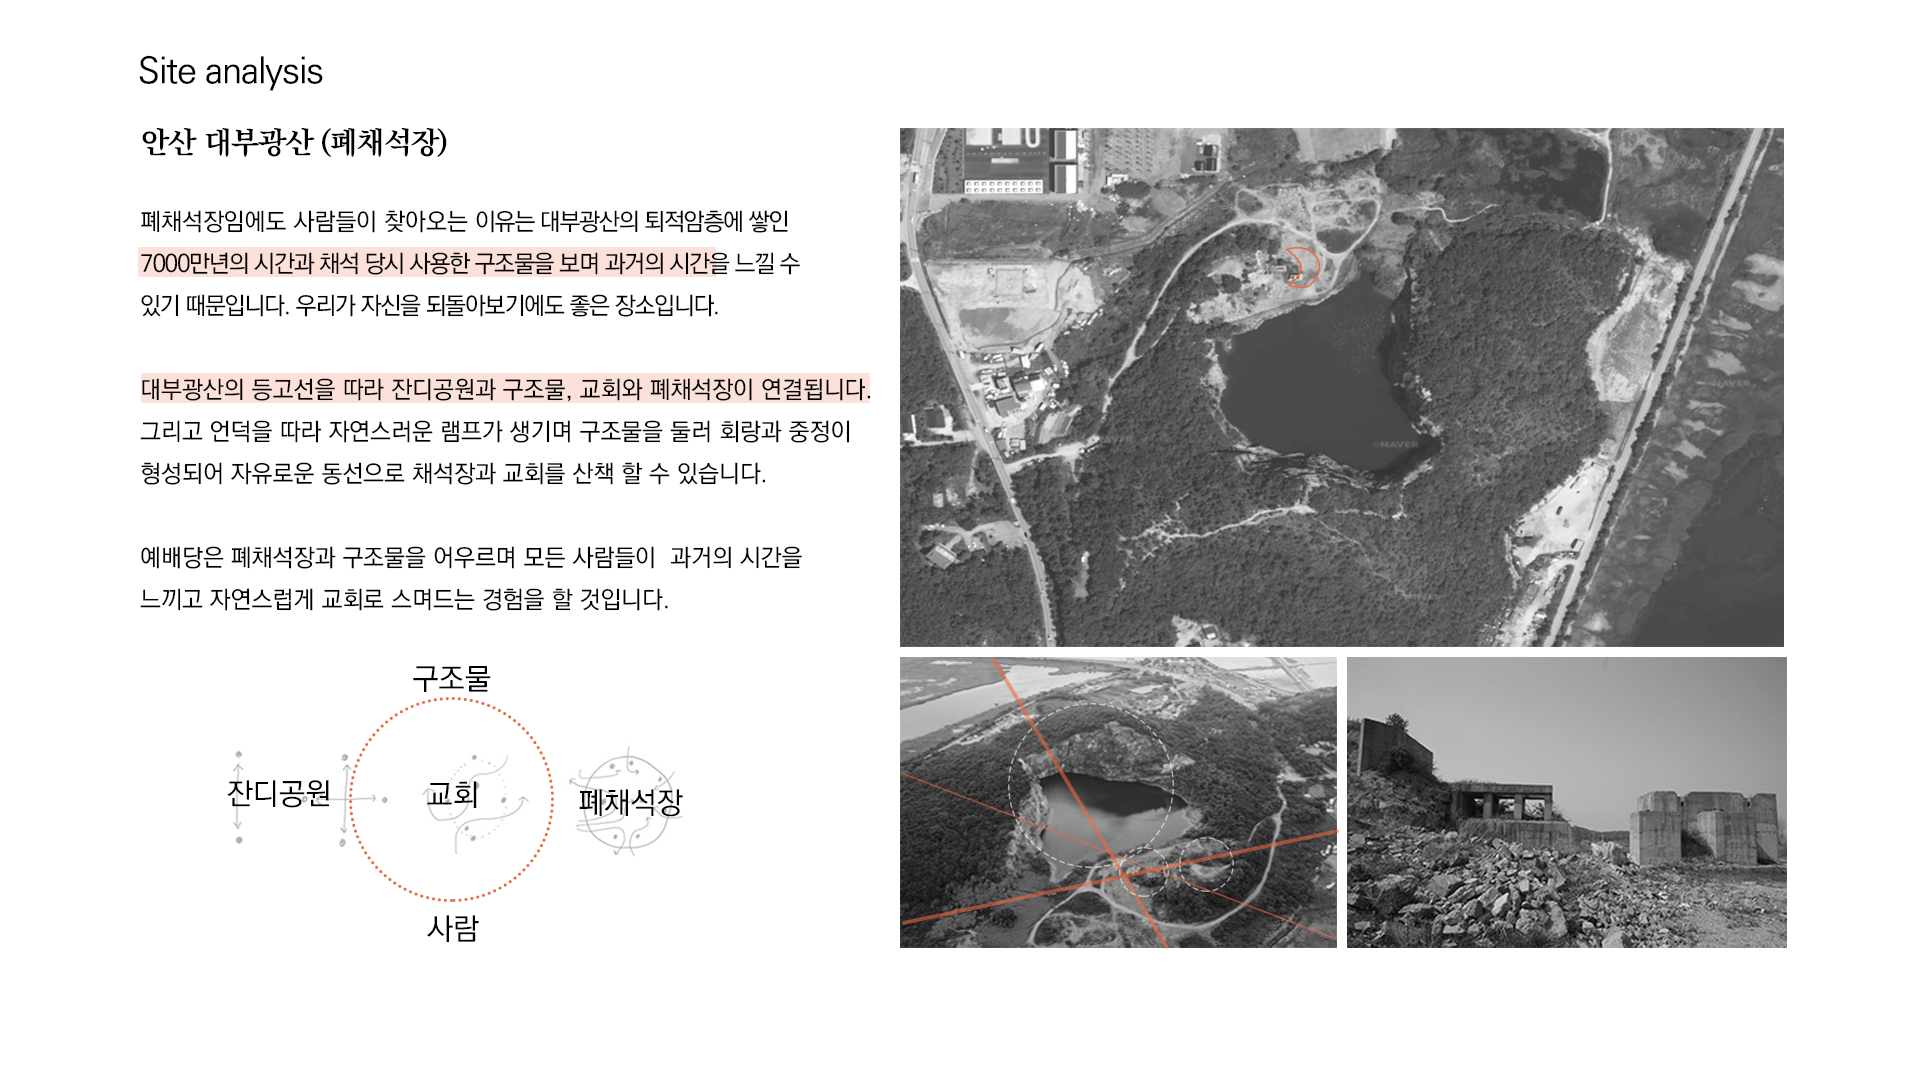 Site analysis
안산 대부광산 (폐채석장)
폐채석장임에도 사람들이 찾아오는 이유는 대부광산의 퇴적암층에 쌓인
7000만년의 시간과 채석 당시 사용한 구조물을 보며 과거의 시간을 느낄 수
있기 때문입니다. 우리가 자신을 되돌아보기에도 좋은 장소입니다.
대부광산의 등고선을 따라 잔디공원과 구조물, 교회와 폐채석장이 연결됩니다.
그리고 언덕을 따라 자연스러운 램프가 생기며 구조물을 둘러 회랑과 중정이
형성되어 자유로운 동선으로 채석장과 교회를 산책 할 수 있습니다.
예배당은 폐채석장과 구조물을 어우르며 모든 사람들이 과거의 시간을
느끼고 자연스럽게 교회로 스며드는 경험을 할 것입니다.
구조물
잔디공원
교회
폐채석장
사람
NAVER
©NAVER